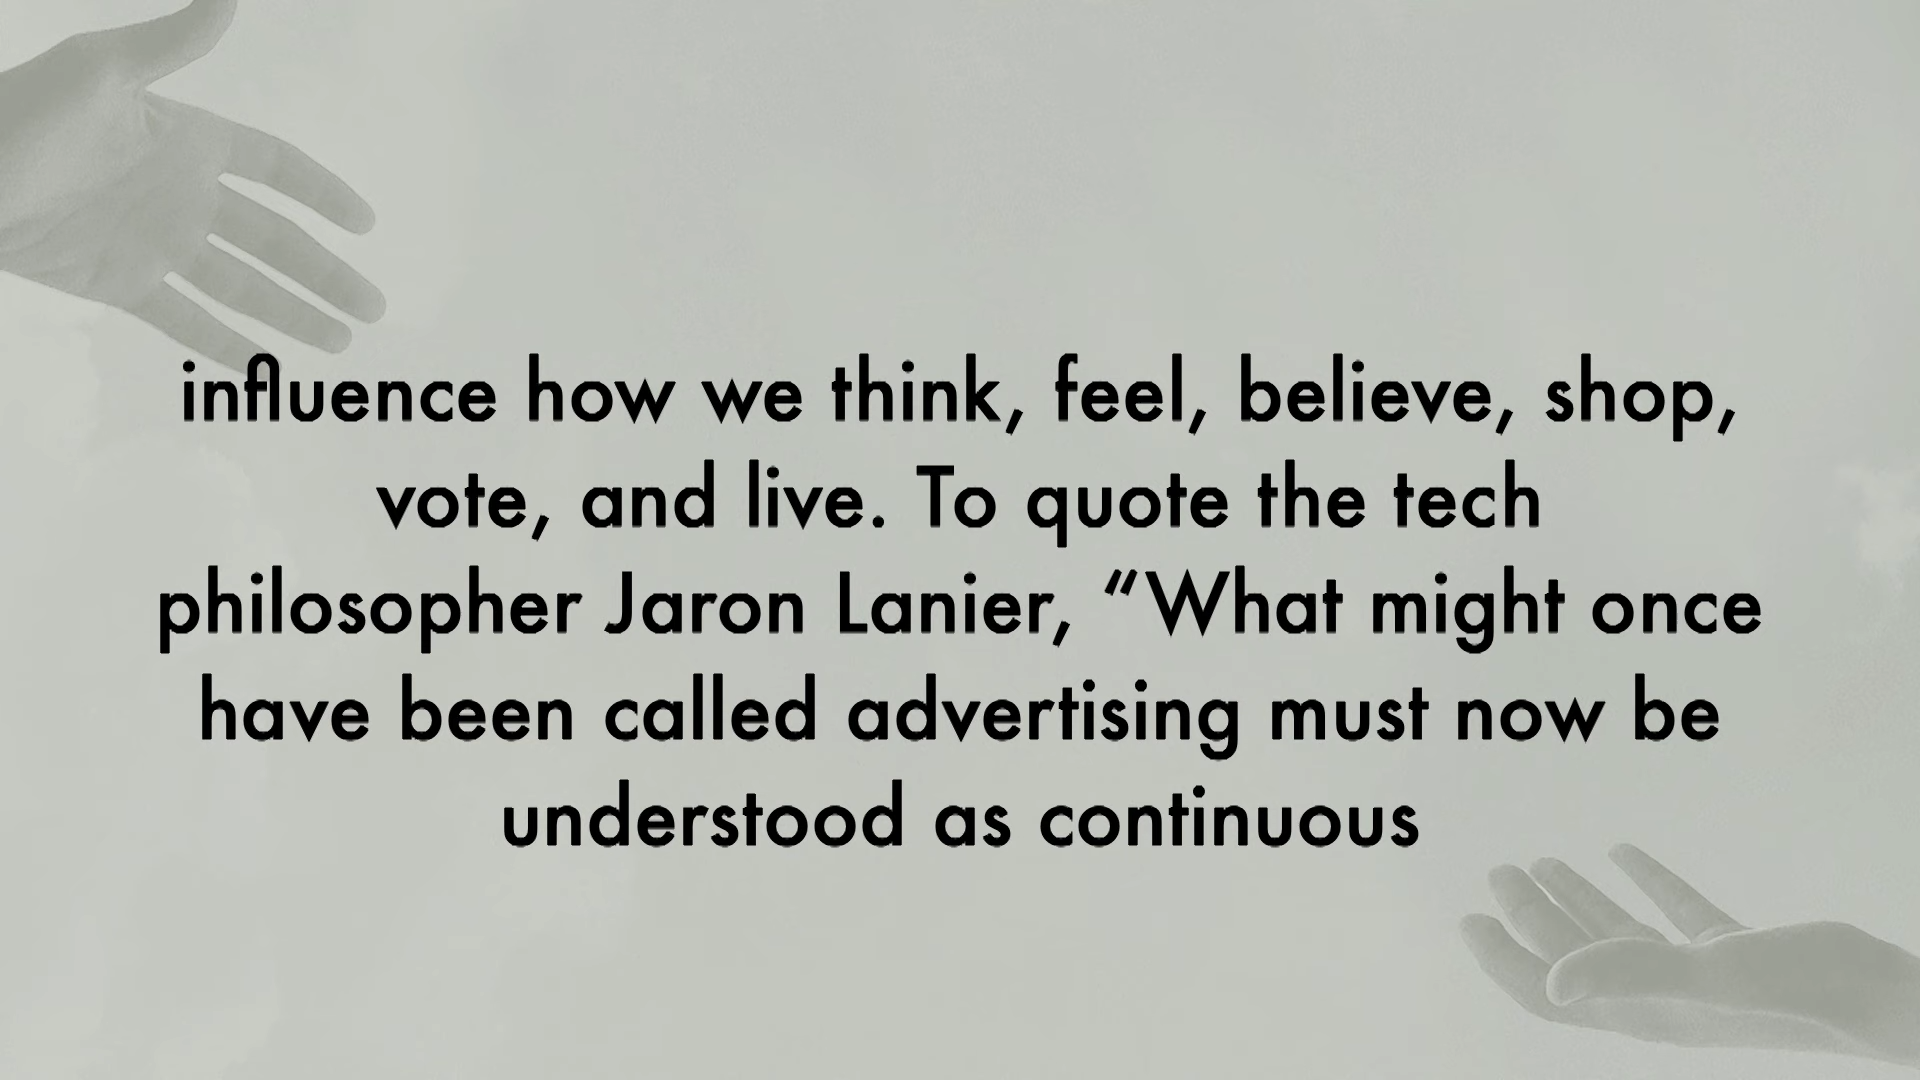 influence how we think, feel, believe, shop,
vote, and live. To quote the tech
philosopher Jaron Lanier, “What might once
have been called advertising must now be
understood as continuous